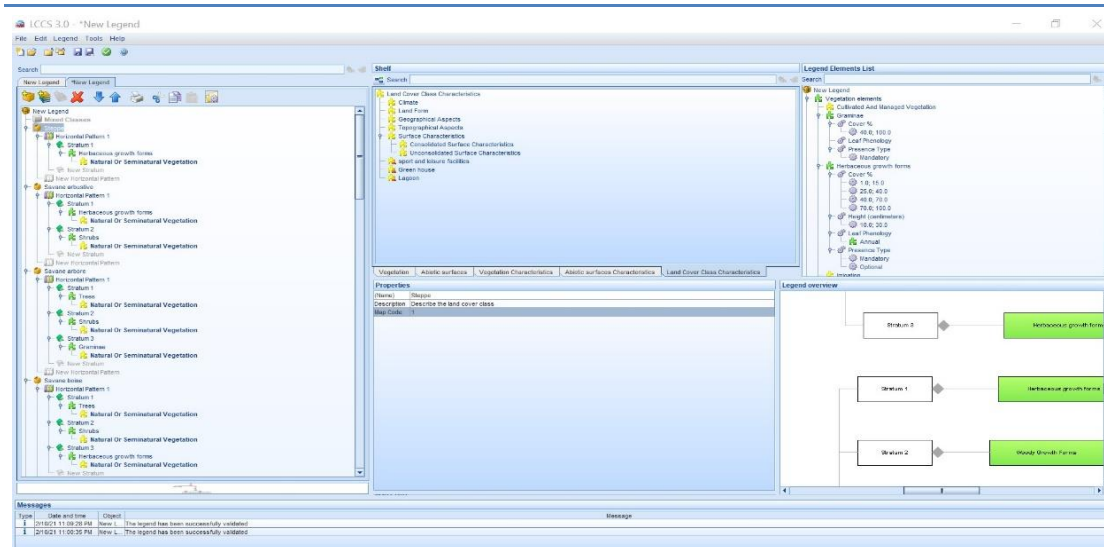 LCCS 3.0 - *New Legend
File Edit Legend Tools Help
Search
New Legend *New Legend
New Legend
Mixed Classes
Steppe
Horizontal Pattern 1
Stratum 1
Herbaceous growth forms
Natural Or Seminatural Vegetation
New Stratum
New Horizontal Pattern
Savane arbustive
Horizontal Pattern 1
Stratum 1
Herbaceous growth forms
Natural Or Seminatural Vegetation
Stratum 2
Shrubs
Natural Or Seminatural Vegetation
New Stratum
New Horizontal Pattern
Savane arbore
Horizontal Pattern 1
Stratum 1
Trees
Natural Or Seminatural Vegetation
Stratum 2
Shrubs
Natural Or Seminatural Vegetation
Stratum 3
Graminae
Natural Or Seminatural Vegetation
New Stratum
New Horizontal Pattern
Savane boise
Horizontal Pattern 1
Stratum 1
Trees
Natural Or Seminatural Vegetation
Stratum 2
Shrubs
Natural Or Seminatural Vegetation
Stratum 3
Herbaceous growth forms
Natural Or Seminatural Vegetation
New Stratum
Shelf
Search
Land Cover Class Characteristics
Climate
Land Form
Geographical Aspects
Topographical Aspects
Surface Characteristics
Consolidated Surface Characteristics
Unconsolidated Surface Characteristics
sport and leisure facilities
Green house
Lagoon
Vegetation Abiotic surfaces Vegetation Characteristics Abiotic surfaces Characteristics Land Cover Class Characteristics
Properties
(Name) Steppe
Description Describe the land cover class
Map Code 1
Legend Elements List
Search
New Legend
Vegetation elements
Cultivated And Managed Vegetation
Graminae
Cover %
40.0; 100.0
Leaf Phenology
Presence Type
Mandatory
Herbaceous growth forms
Cover %
1.0; 15.0
25.0; 40.0
40.0; 70.0
70.0; 100.0
Height (centimeters)
10.0; 30.0
Leaf Phenology
Annual
Presence Type
Mandatory
Optional
Legend overview
Stratum 3 Herbaceous growth form
Stratum 1 Herbaceous growth forms
Stratum 2 Woody Growth Forms
Messages
Type Date and time Object Message
2/10/21 11:09:28 PM New L... The legend has been successfully validated
2/10/21 11:00:35 PM New L... The legend has been successfully validated